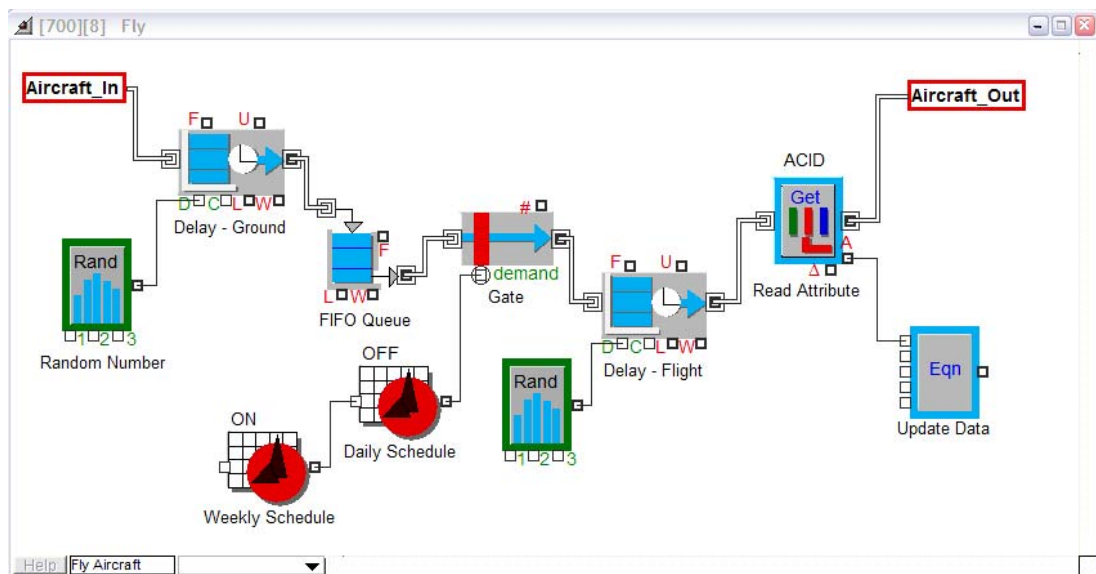 [700][8] Fly
Aircraft_In
F U
D C L W
Delay - Ground
Rand
1 2 3
Random Number
F
L W
FIFO Queue
#
demand
Gate
OFF
Daily Schedule
ON
Weekly Schedule
F U
D C L W
Delay - Flight
Rand
1 2 3
Aircraft_Out
ACID
Get
A
Δ
Read Attribute
Eqn
Update Data
Help Fly Aircraft